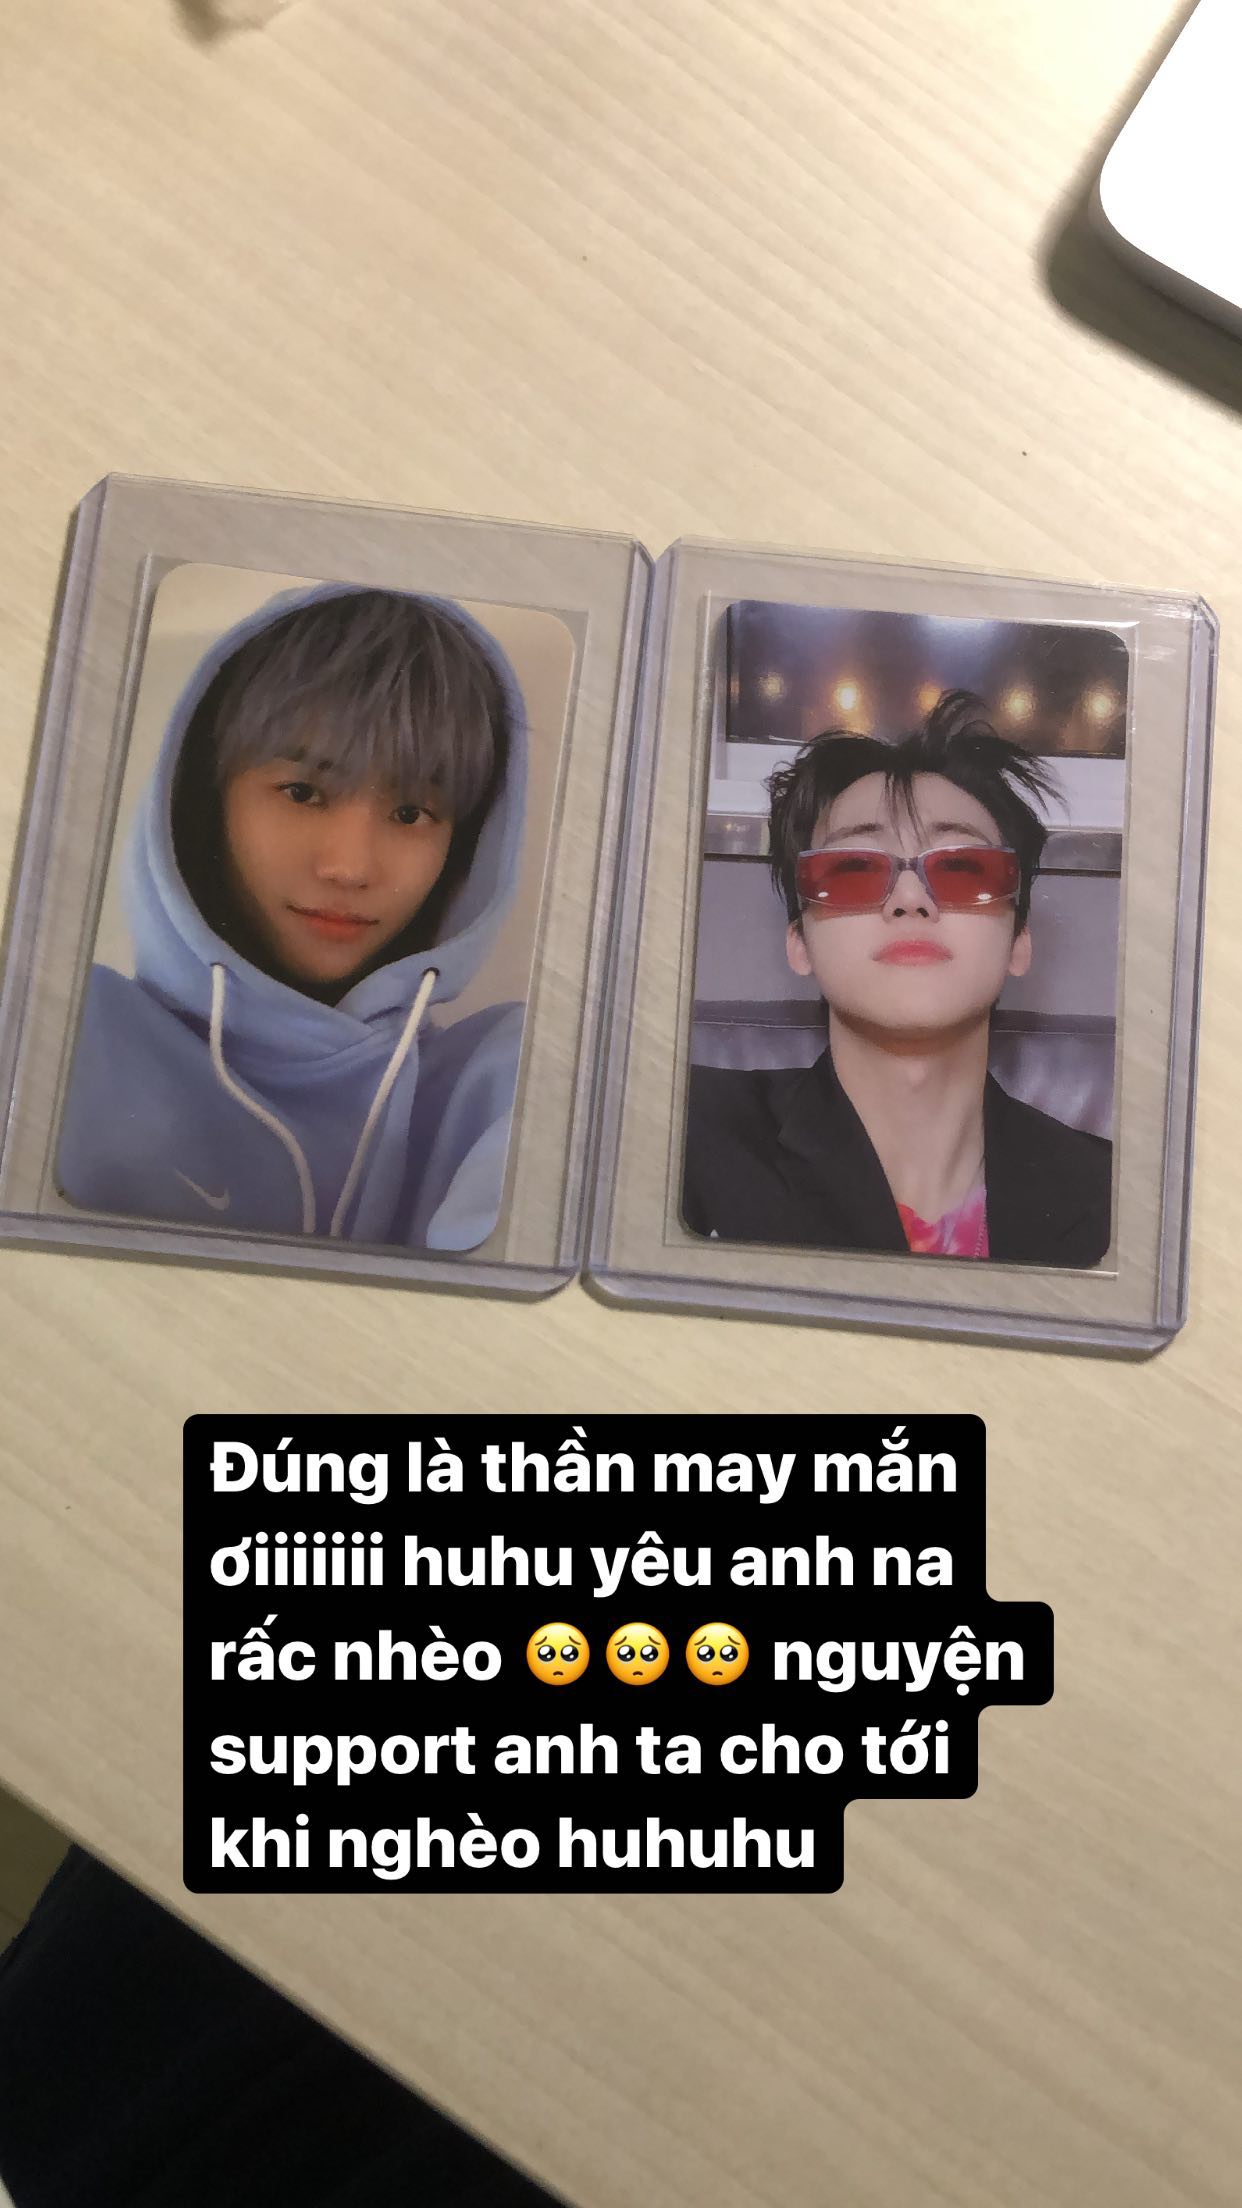 Đúng là thần may mắn
ơiiiiiii huhu yêu anh na
rấc nhèo 🥺🥺🥺 nguyện
support anh ta cho tới
khi nghèo huhuhu